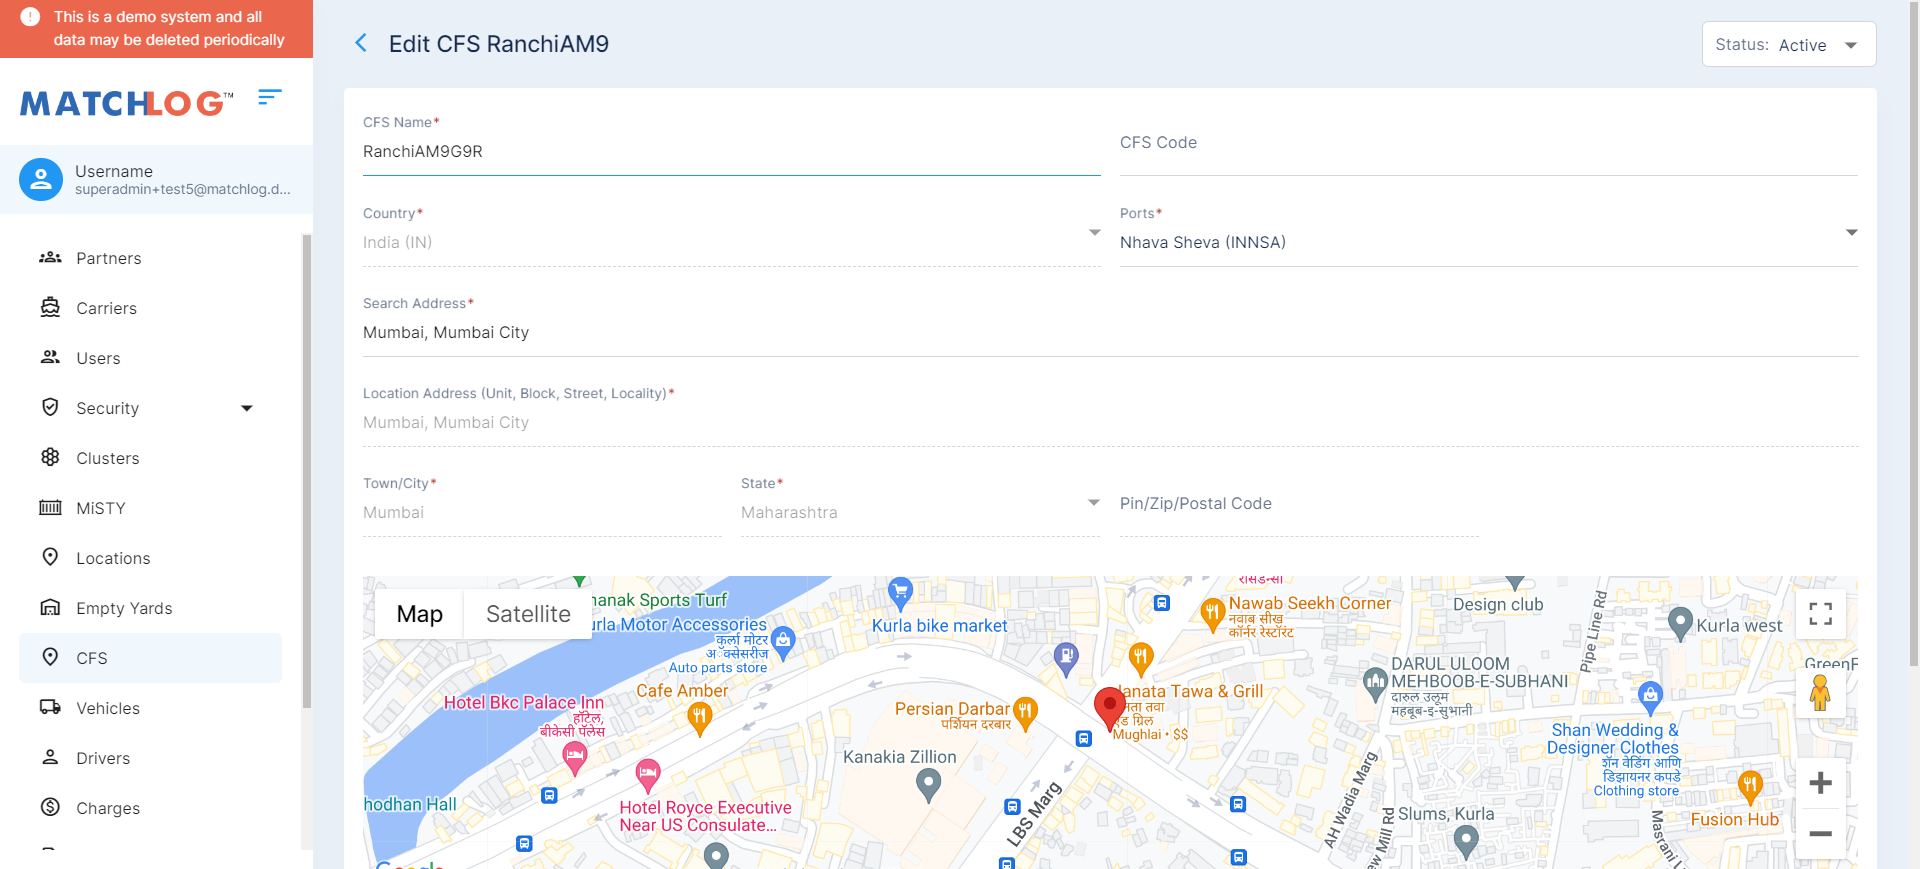 This is a demo system and all
data may be deleted periodically
MATCHLOG™
Username
superadmin+test5@matchlog.d...
Partners
Carriers
Users
Security
Clusters
MiSTY
Locations
Empty Yards
CFS
Vehicles
Drivers
Charges
Edit CFS RanchiAM9
Status: Active
CFS Name*
RanchiAM9G9R
CFS Code
Country*
India (IN)
Ports*
Nhava Sheva (INNSA)
Search Address*
Mumbai, Mumbai City
Location Address (Unit, Block, Street, Locality)*
Mumbai, Mumbai City
Town/City*
Mumbai
State*
Maharashtra
Pin/Zip/Postal Code
Map
Satellite
nanak Sports Turf
urla Motor Accessories
कुर्ला मोटर
अॅक्सेसरीज
Auto parts store
Kurla bike market
Nawab Seekh Corner
नवाब सीख
कॉर्नर रेस्टॉरंट
Design club
Pipe Line Rd
Kurla west
DARUL ULOOM
MEHBOOB-E-SUBHANI
दारुल उलूम
महबूब-इ-सुभानी
Hotel Bkc Palace Inn
हॉटेल,
बीकेसी पॅलेस
Cafe Amber
Persian Darbar
पर्शियन दरबार
Janata Tawa & Grill
Mughlai • $$
Kanakia Zillion
Shan Wedding &
Designer Clothes
शॅन वेडिंग आणि
डिझायनर कपडे
Clothing store
hodhan Hall
Hotel Royce Executive
Near US Consulate...
LBS Marg
AH Wadia Marg
ew Mill Rd
Slums, Kurla
Masrani L
Fusion Hub
Google